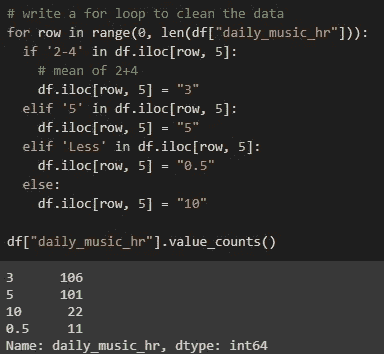 # write a for loop to clean the data
for row in range(0, len(df["daily_music_hr"])):
  if '2-4' in df.iloc[row, 5]:
    # mean of 2+4
    df.iloc[row, 5] = "3"
  elif '5' in df.iloc[row, 5]:
    df.iloc[row, 5] = "5"
  elif 'Less' in df.iloc[row, 5]:
    df.iloc[row, 5] = "0.5"
  else:
    df.iloc[row, 5] = "10"
df["daily_music_hr"].value_counts()
3      106
5      101
10      22
0.5     11
Name: daily_music_hr, dtype: int64